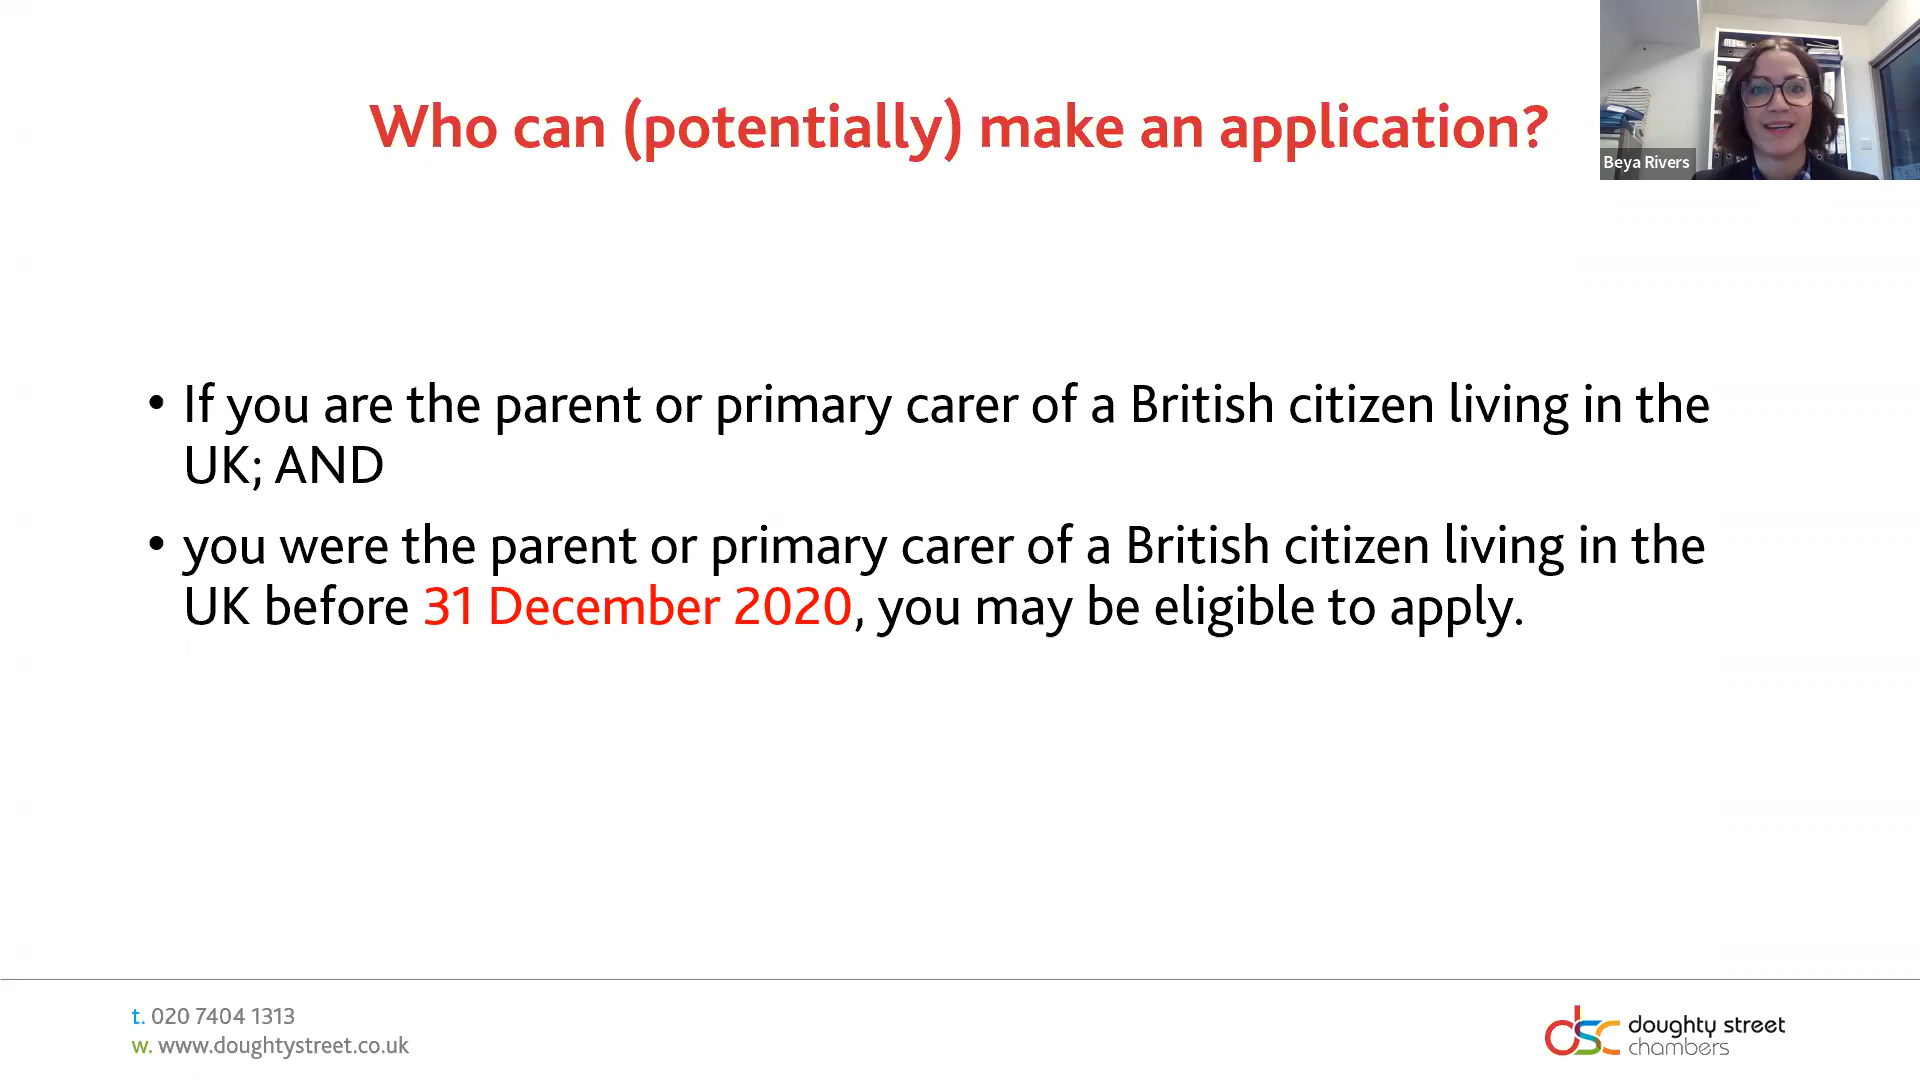 Who can (potentially) make an application?
Beya Rivers
• If you are the parent or primary carer of a British citizen living in the
UK; AND
• you were the parent or primary carer of a British citizen living in the
UK before 31 December 2020, you may be eligible to apply.
t. 020 7404 1313
w. www.doughtystreet.co.uk
dsc doughty street
chambers